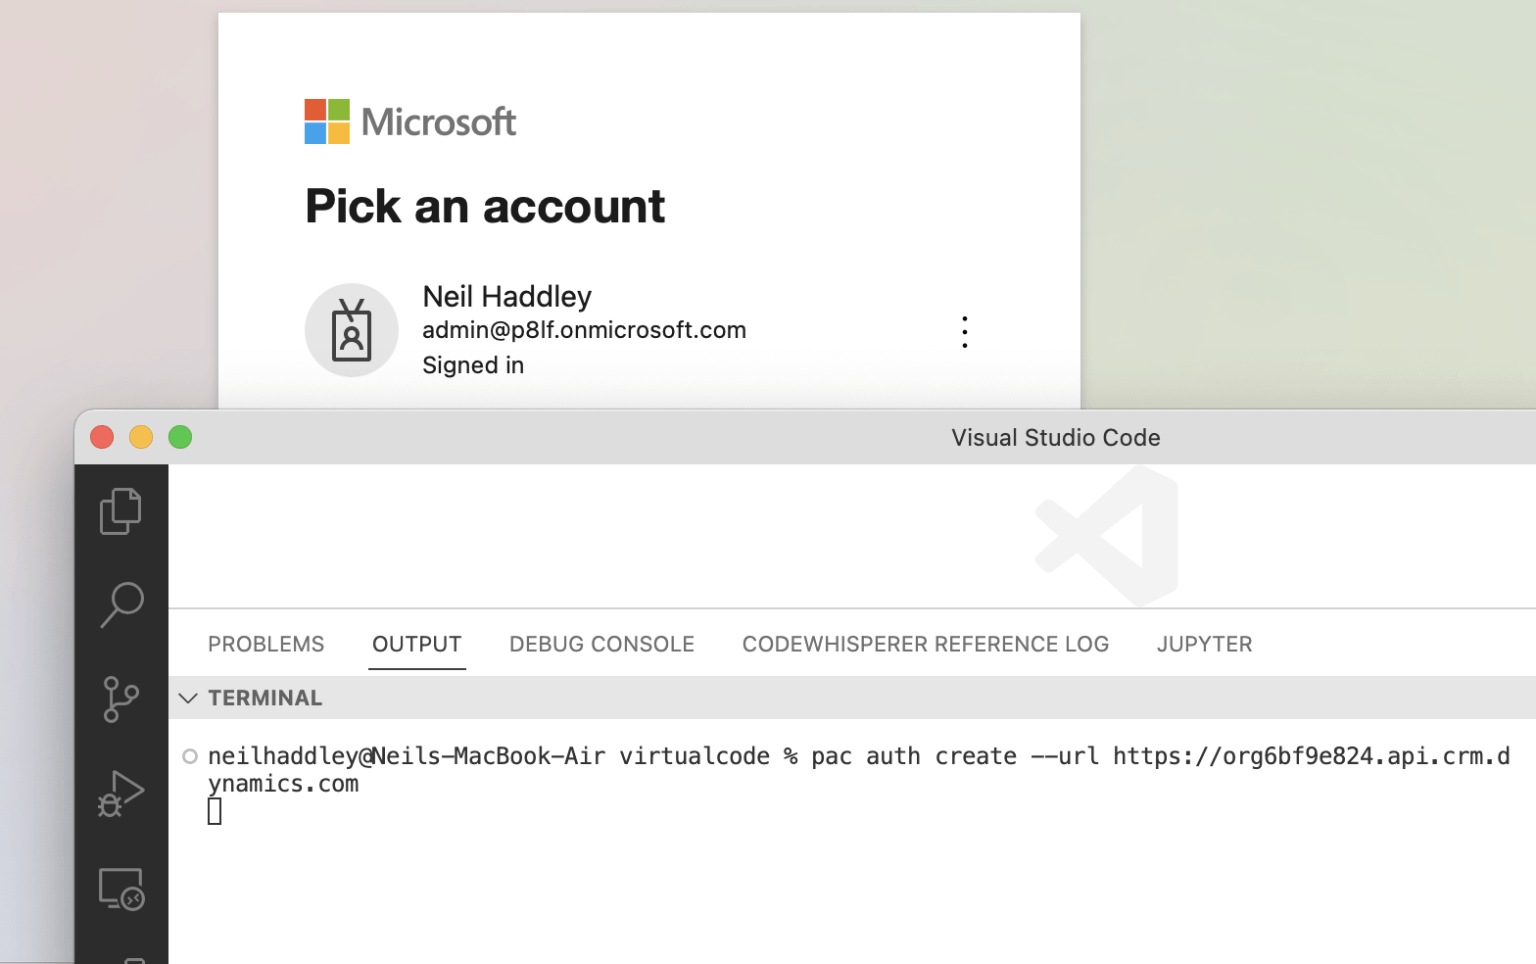 Microsoft
Pick an account
Neil Haddley
admin@p8lf.onmicrosoft.com
Signed in
Visual Studio Code
PROBLEMS OUTPUT DEBUG CONSOLE CODEWHISPERER REFERENCE LOG JUPYTER
TERMINAL
neilhaddley@Neils-MacBook-Air virtualcode % pac auth create --url https://org6bf9e824.api.crm.d
ynamics.com